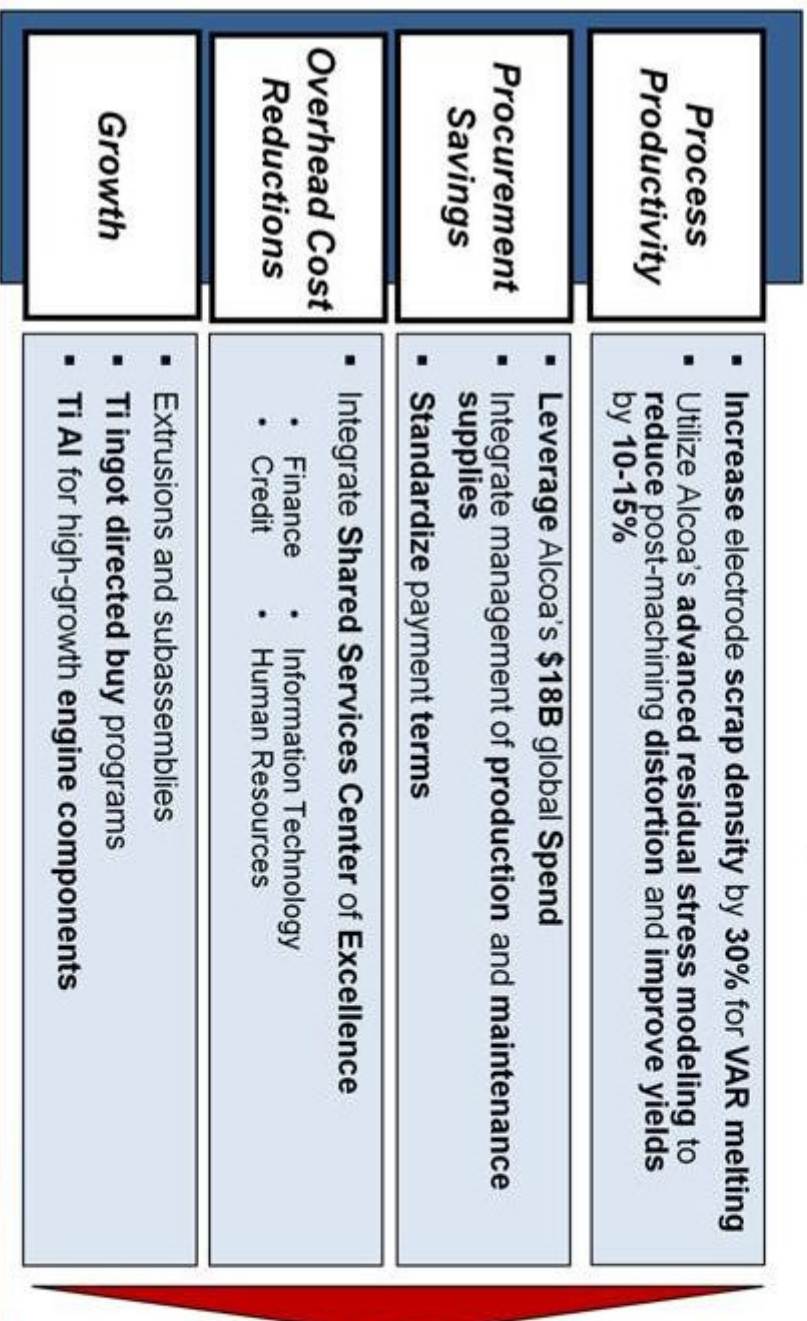 Process
Productivity
▪ Increase electrode scrap density by 30% for VAR melting
▪ Utilize Alcoa's advanced residual stress modeling to
reduce post-machining distortion and improve yields
by 10-15%
Procurement
Savings
▪ Leverage Alcoa's $18B global Spend
▪ Integrate management of production and maintenance
supplies
▪ Standardize payment terms
Overhead Cost
Reductions
▪ Integrate Shared Services Center of Excellence
• Finance • Information Technology
• Credit • Human Resources
Growth
▪ Extrusions and subassemblies
▪ Ti ingot directed buy programs
▪ Ti Al for high-growth engine components